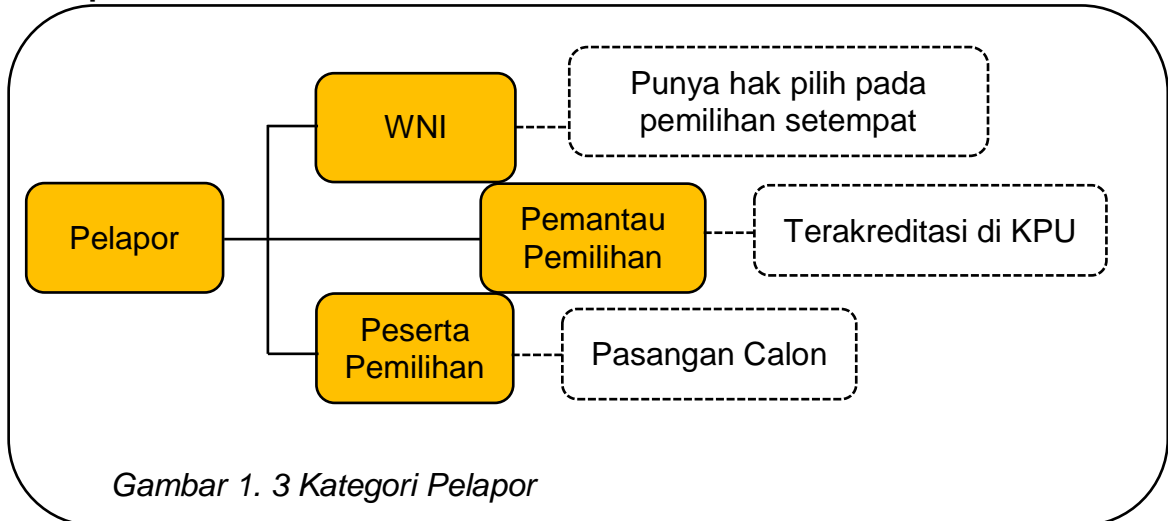 WNI
Punya hak pilih pada
pemilihan setempat
Pelapor
Pemantau
Pemilihan
Terakreditasi di KPU
Peserta
Pemilihan
Pasangan Calon
Gambar 1. 3 Kategori Pelapor